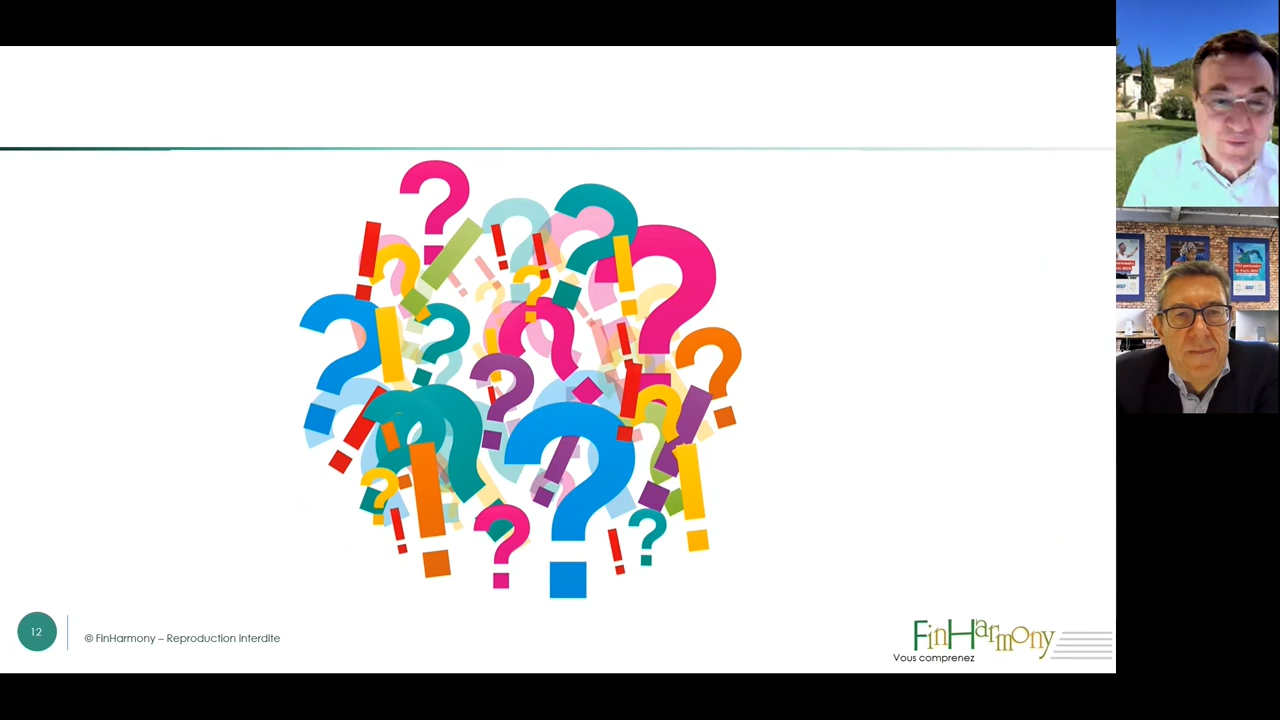 12
© FinHarmony – Reproduction interdite
FinHarmony
Vous comprenez